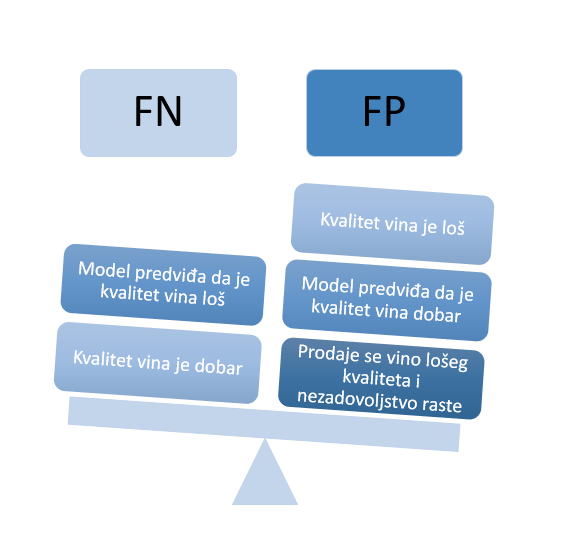 FN
FP
Kvalitet vina je loš
Model predviđa da je
kvalitet vina loš
Model predviđa da je
kvalitet vina dobar
Kvalitet vina je dobar
Prodaje se vino lošeg
kvaliteta i
nezadovoljstvo raste